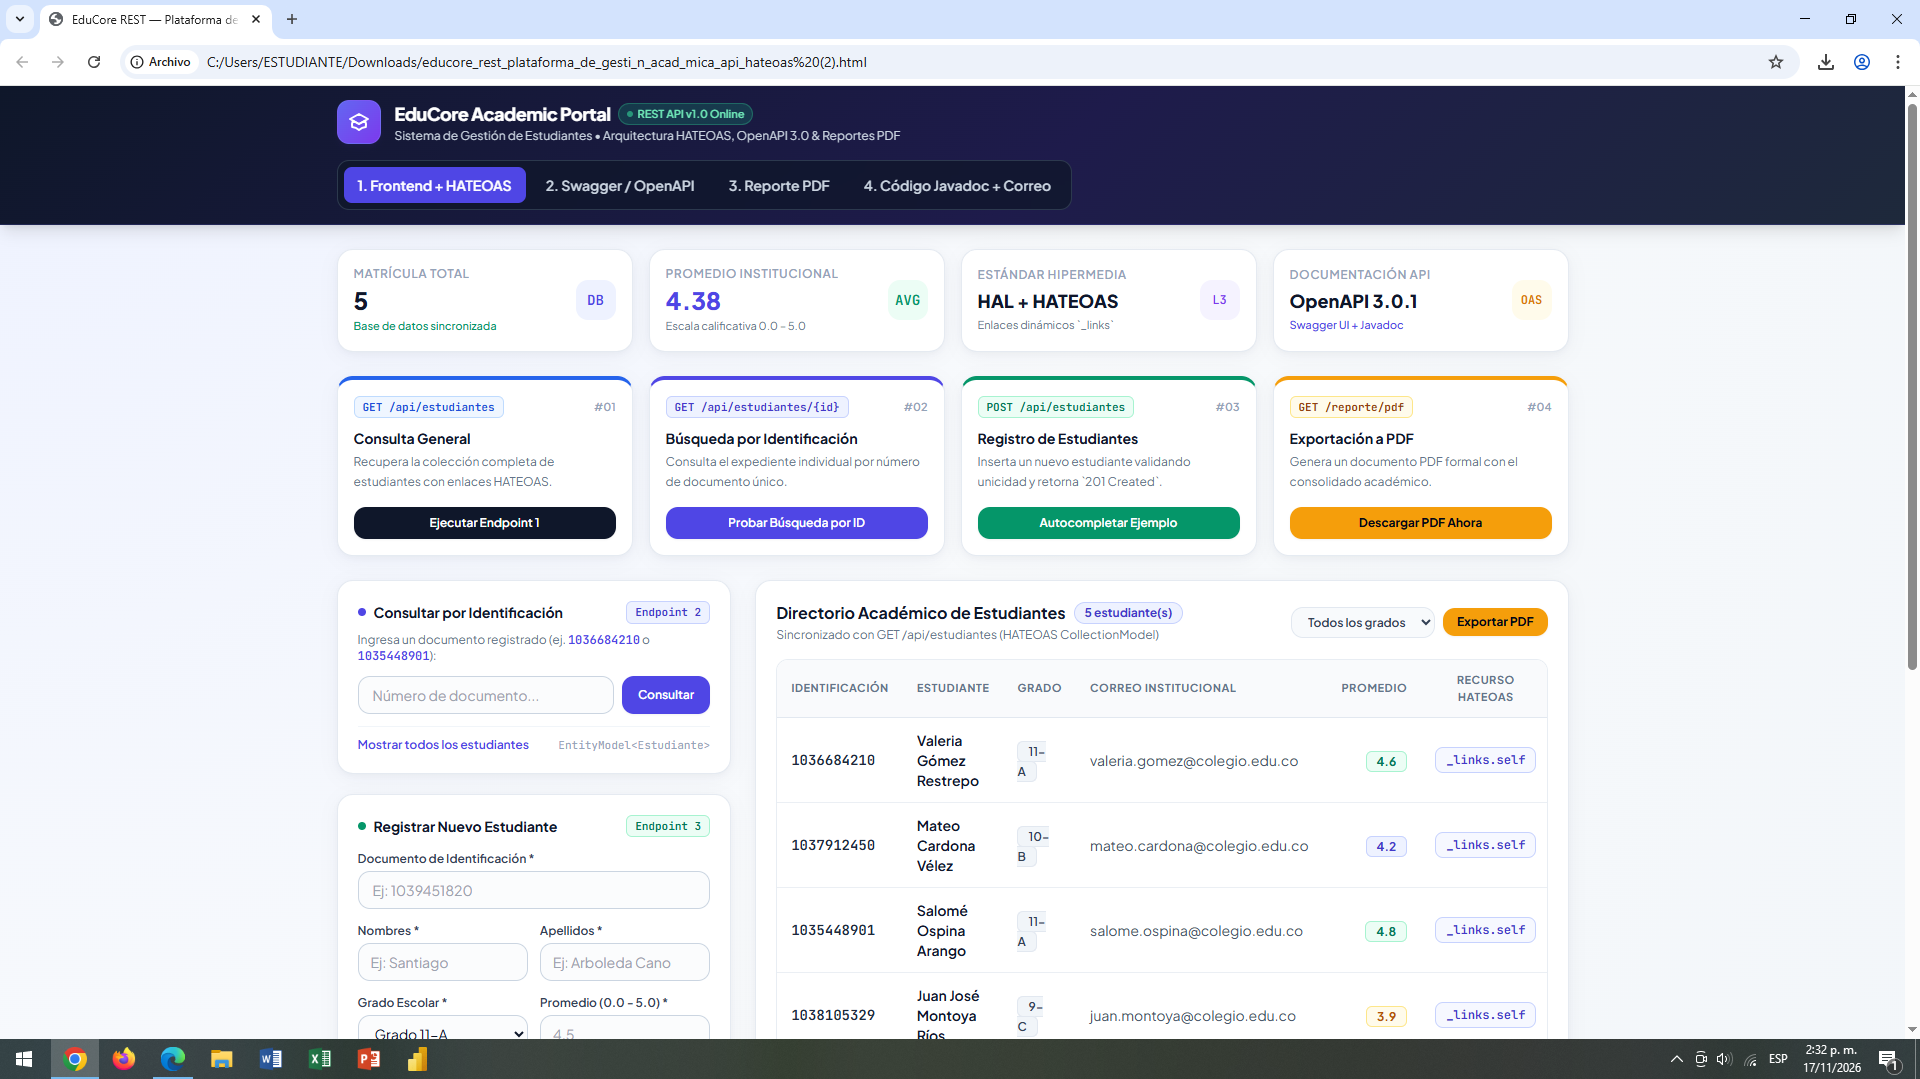 EduCore REST — Plataforma de
Archivo
C:/Users/ESTUDIANTE/Downloads/educore_rest_plataforma_de_gesti_n_acad_mica_api_hateoas%20(2).html
EduCore Academic Portal
REST API v1.0 Online
Sistema de Gestión de Estudiantes • Arquitectura HATEOAS, OpenAPI 3.0 & Reportes PDF
1. Frontend + HATEOAS
2. Swagger / OpenAPI
3. Reporte PDF
4. Código Javadoc + Correo
MATRÍCULA TOTAL
5
Base de datos sincronizada
DB
PROMEDIO INSTITUCIONAL
4.38
Escala calificativa 0.0 - 5.0
AVG
ESTÁNDAR HIPERMEDIA
HAL + HATEOAS
Enlaces dinámicos `_links`
L3
DOCUMENTACIÓN API
OpenAPI 3.0.1
Swagger UI + Javadoc
OAS
GET /api/estudiantes
#01
Consulta General
Recupera la colección completa de
estudiantes con enlaces HATEOAS.
Ejecutar Endpoint 1
GET /api/estudiantes/{id}
#02
Búsqueda por Identificación
Consulta el expediente individual por número
de documento único.
Probar Búsqueda por ID
POST /api/estudiantes
#03
Registro de Estudiantes
Inserta un nuevo estudiante validando
unicidad y retorna `201 Created`.
Autocompletar Ejemplo
GET /reporte/pdf
#04
Exportación a PDF
Genera un documento PDF formal con el
consolidado académico.
Descargar PDF Ahora
Consultar por Identificación
Endpoint 2
Ingresa un documento registrado (ej. 1036684210 o
1035448901):
Número de documento...
Consultar
Mostrar todos los estudiantes
EntityModel<Estudiante>
Registrar Nuevo Estudiante
Endpoint 3
Documento de Identificación *
Ej: 1039451820
Nombres *
Apellidos *
Ej: Santiago
Ej: Arboleda Cano
Grado Escolar *
Promedio (0.0 - 5.0) *
Grado 11-A
4.5
Directorio Académico de Estudiantes
5 estudiante(s)
Sincronizado con GET /api/estudiantes (HATEOAS CollectionModel)
Todos los grados
Exportar PDF
IDENTIFICACIÓN
ESTUDIANTE
GRADO
CORREO INSTITUCIONAL
PROMEDIO
RECURSO
HATEOAS
1036684210
Valeria
Gómez
Restrepo
11-
A
valeria.gomez@colegio.edu.co
4.6
_links.self
1037912450
Mateo
Cardona
Vélez
10-
B
mateo.cardona@colegio.edu.co
4.2
_links.self
1035448901
Salomé
Ospina
Arango
11-
A
salome.ospina@colegio.edu.co
4.8
_links.self
1038105329
Juan José
Montoya
Ríos
9-
C
juan.montoya@colegio.edu.co
3.9
_links.self
ESP
2:32 p. m.
17/11/2026
1